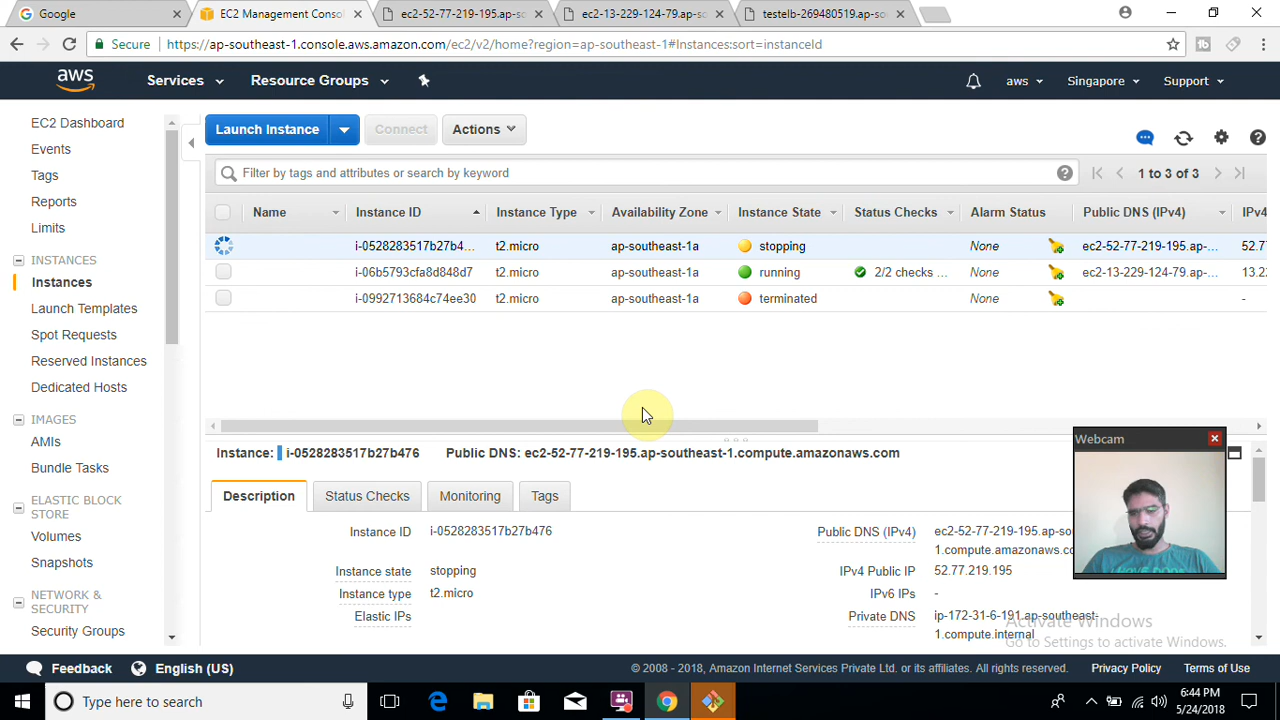 Google
EC2 Management Consol
ec2-52-77-219-195.ap-sc
ec2-13-229-124-79.ap-sc
testelb-269480519.ap-so
Secure
https://ap-southeast-1.console.aws.amazon.com/ec2/v2/home?region=ap-southeast-1#Instances:sort=instanceId
aws
Services
Resource Groups
aws
Singapore
Support
EC2 Dashboard
Events
Tags
Reports
Limits
INSTANCES
Instances
Launch Templates
Spot Requests
Reserved Instances
Dedicated Hosts
IMAGES
AMIs
Bundle Tasks
ELASTIC BLOCK
STORE
Volumes
Snapshots
NETWORK &
SECURITY
Security Groups
Launch Instance
Connect
Actions
Filter by tags and attributes or search by keyword
1 to 3 of 3
Name Instance ID Instance Type Availability Zone Instance State Status Checks Alarm Status Public DNS (IPv4) IPv4
i-0528283517b27b4... t2.micro ap-southeast-1a stopping None ec2-52-77-219-195.ap-... 52.77
i-06b5793cfa8d848d7 t2.micro ap-southeast-1a running 2/2 checks ... None ec2-13-229-124-79.ap-... 13.22
i-0992713684c74ee30 t2.micro ap-southeast-1a terminated None -
Instance: i-0528283517b27b476 Public DNS: ec2-52-77-219-195.ap-southeast-1.compute.amazonaws.com
Description
Status Checks
Monitoring
Tags
Instance ID i-0528283517b27b476
Instance state stopping
Instance type t2.micro
Elastic IPs
Public DNS (IPv4) ec2-52-77-219-195.ap-so
1.compute.amazonaws.co
IPv4 Public IP 52.77.219.195
IPv6 IPs -
Private DNS ip-172-31-6-191.ap-southeast-
1.compute.internal
Webcam
Activate Windows
Go to Settings to activate Windows.
Feedback
English (US)
© 2008 - 2018, Amazon Internet Services Private Ltd. or its affiliates. All rights reserved.
Privacy Policy
Terms of Use
Type here to search
6:44 PM
5/24/2018